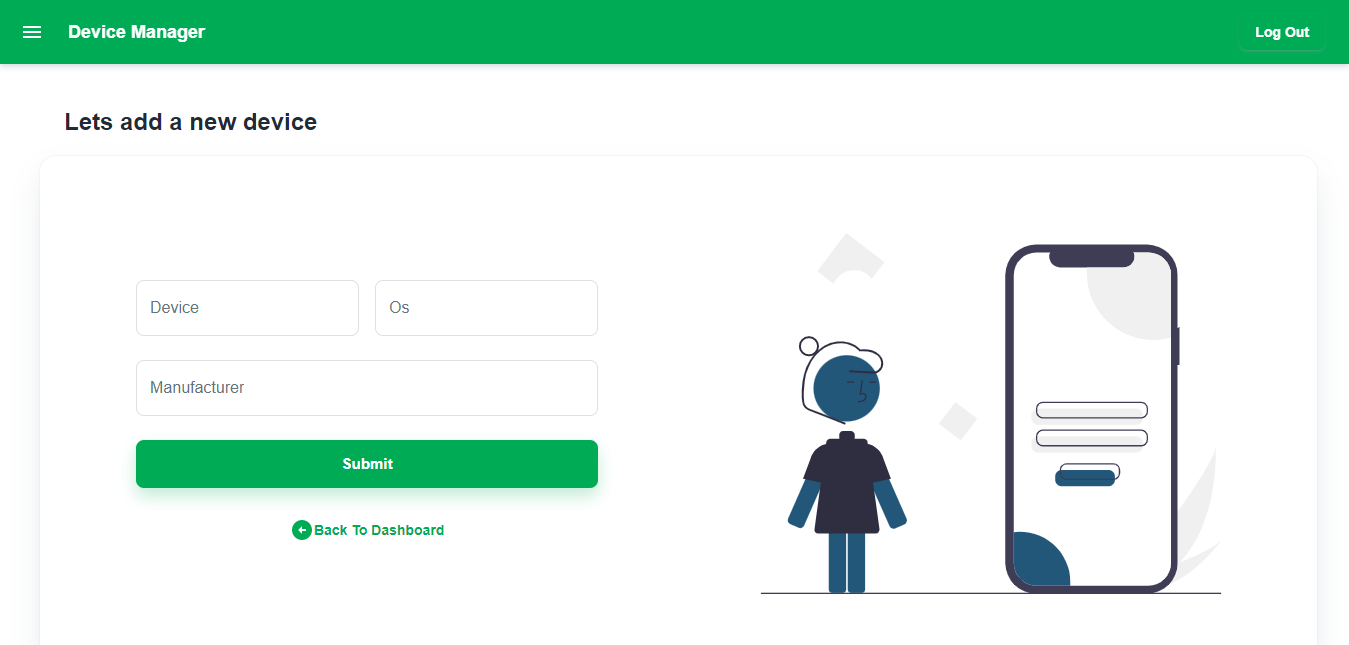 Device Manager
Log Out
Lets add a new device
Device
Os
Manufacturer
Submit
Back To Dashboard